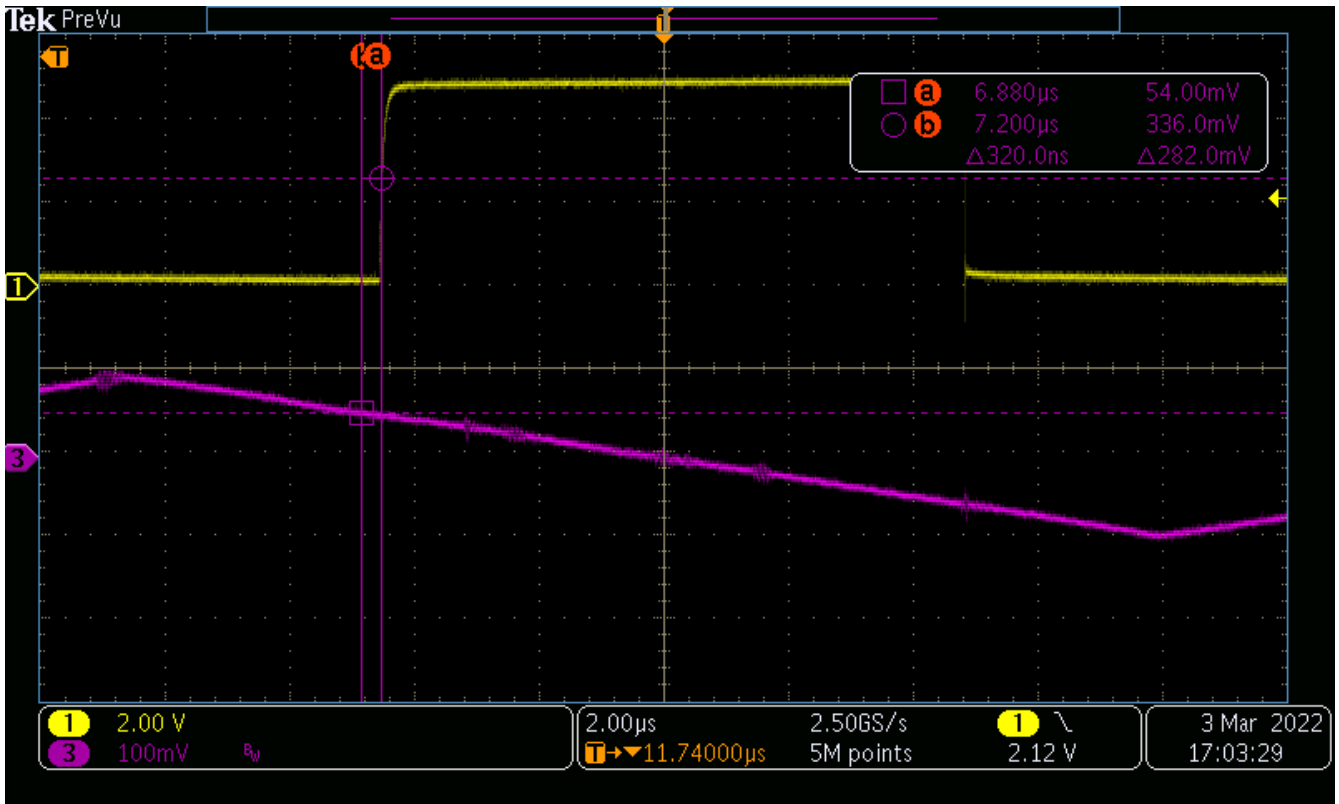 Tek PreVu
T
T
a
a 6.880µs 54.00mV
b 7.200µs 336.0mV
△320.0ns △282.0mV
1
3
1 2.00 V
3 100mV BW
2.00µs 2.50GS/s
T→▼11.74000µs 5M points
1 \
2.12 V
3 Mar 2022
17:03:29